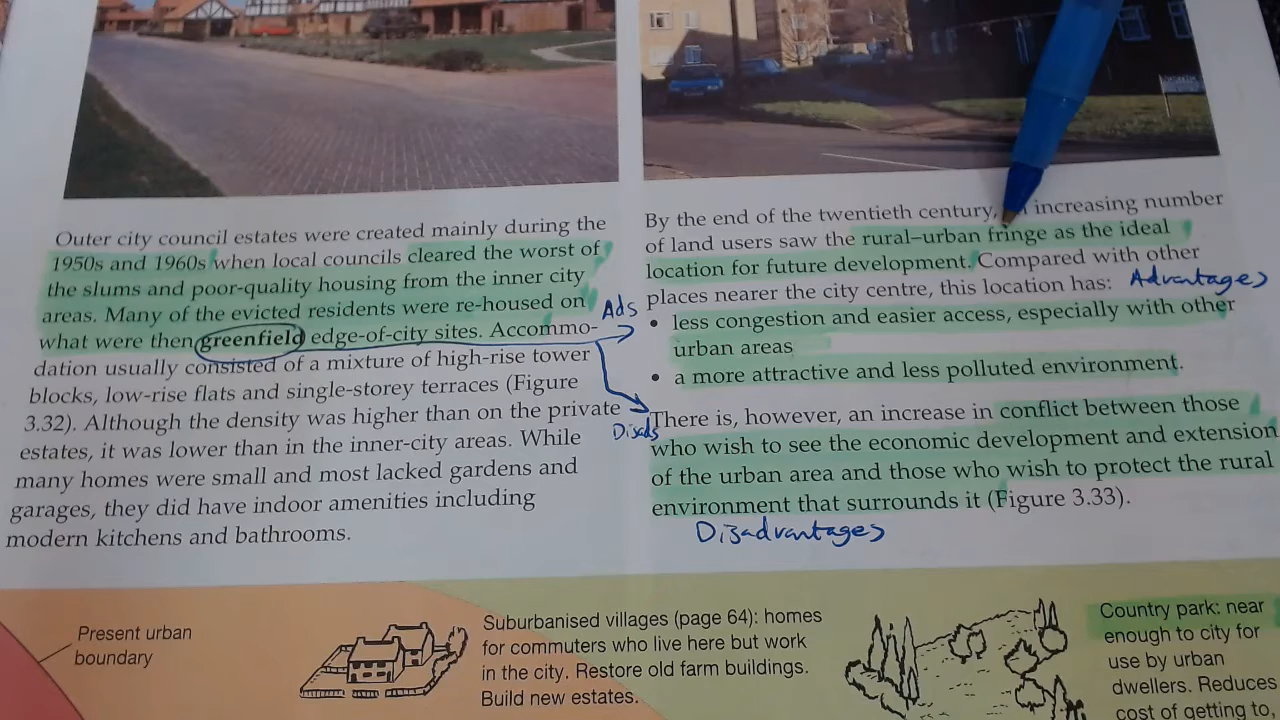 Outer city council estates were created mainly during the
1950s and 1960s when local councils cleared the worst of
the slums and poor-quality housing from the inner city
areas. Many of the evicted residents were re-housed on
what were then greenfield edge-of-city sites. Accommo-
dation usually consisted of a mixture of high-rise tower
blocks, low-rise flats and single-storey terraces (Figure
3.32). Although the density was higher than on the private
estates, it was lower than in the inner-city areas. While
many homes were small and most lacked gardens and
garages, they did have indoor amenities including
modern kitchens and bathrooms.
Ads
Disads
By the end of the twentieth century, increasing number
of land users saw the rural–urban fringe as the ideal
location for future development. Compared with other
places nearer the city centre, this location has: Advantages
• less congestion and easier access, especially with other
urban areas
• a more attractive and less polluted environment.
There is, however, an increase in conflict between those
who wish to see the economic development and extension
of the urban area and those who wish to protect the rural
environment that surrounds it (Figure 3.33).
Disadvantages
Present urban
boundary
Suburbanised villages (page 64): homes
for commuters who live here but work
in the city. Restore old farm buildings.
Build new estates.
Country park: near
enough to city for
use by urban
dwellers. Reduces
cost of getting to,